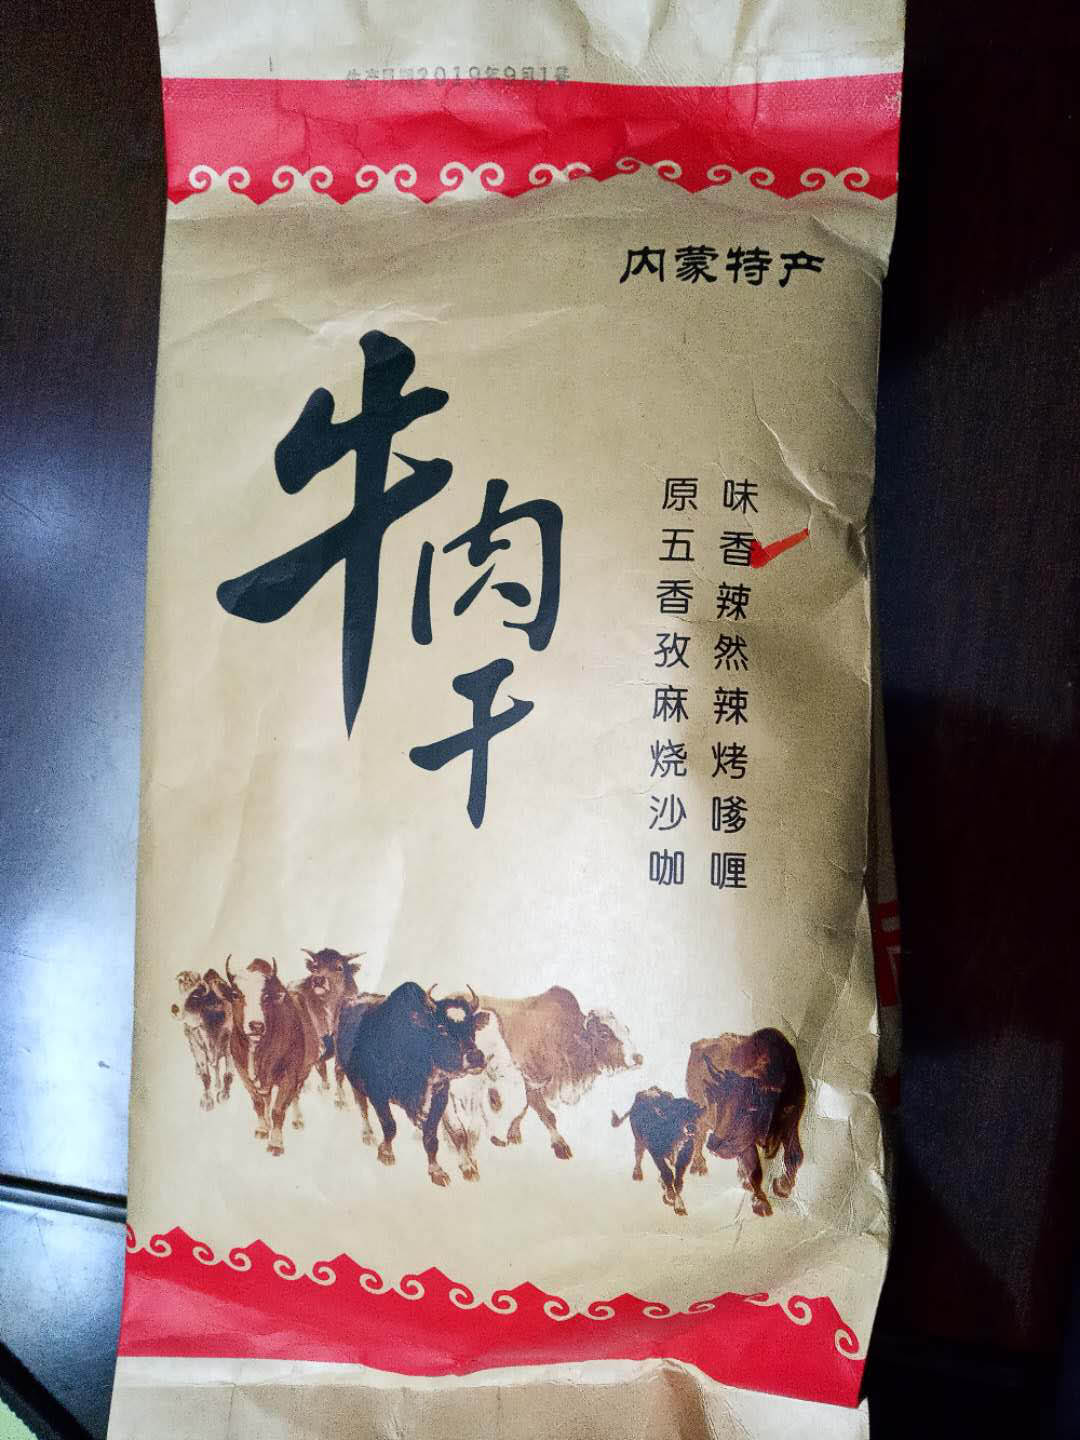 生产日期2019年9月1号
内蒙特产
牛肉干
原味
五香
香辣
孜然
麻辣
烧烤
沙嗲
咖喱